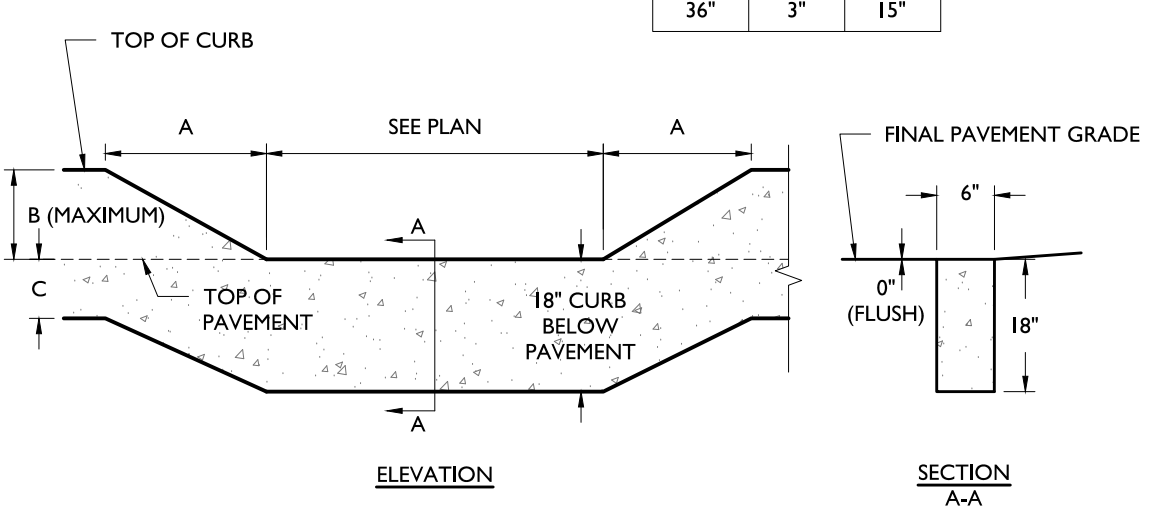 36" 3" 15"
TOP OF CURB
A SEE PLAN A
FINAL PAVEMENT GRADE
6"
B (MAXIMUM)
A
C
TOP OF
PAVEMENT
18" CURB
BELOW
PAVEMENT
0"
(FLUSH)
18"
A
ELEVATION
SECTION
A-A